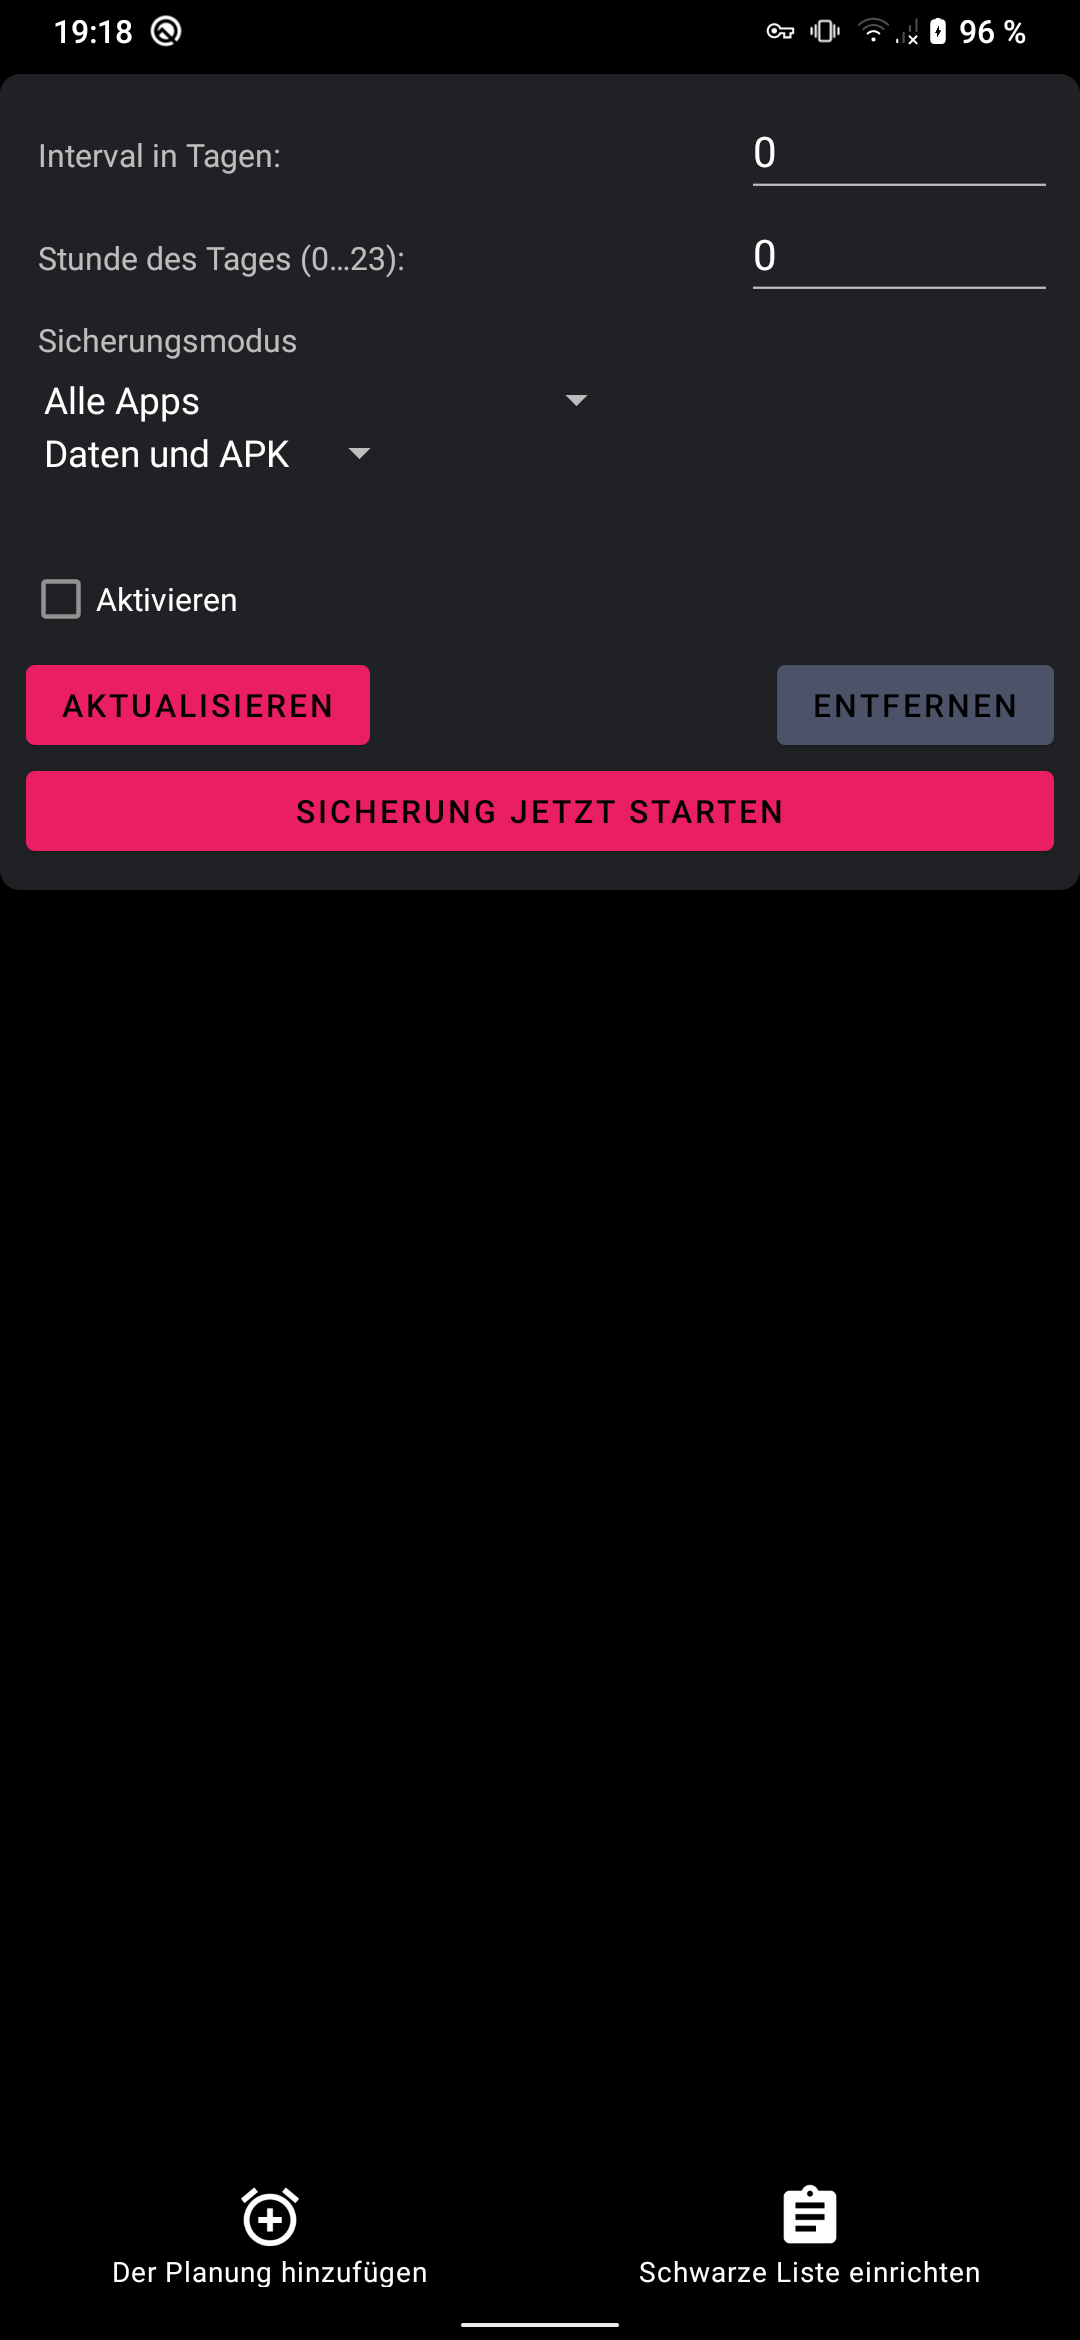 19:18
96 %
Interval in Tagen:
0
Stunde des Tages (0…23):
0
Sicherungsmodus
Alle Apps
Daten und APK
Aktivieren
AKTUALISIEREN
ENTFERNEN
SICHERUNG JETZT STARTEN
Der Planung hinzufügen
Schwarze Liste einrichten